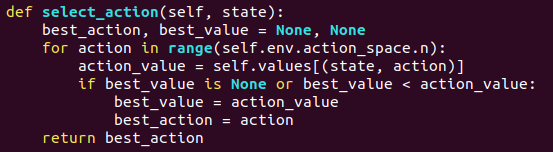 def select_action(self, state):
    best_action, best_value = None, None
    for action in range(self.env.action_space.n):
        action_value = self.values[(state, action)]
        if best_value is None or best_value < action_value:
            best_value = action_value
            best_action = action
    return best_action